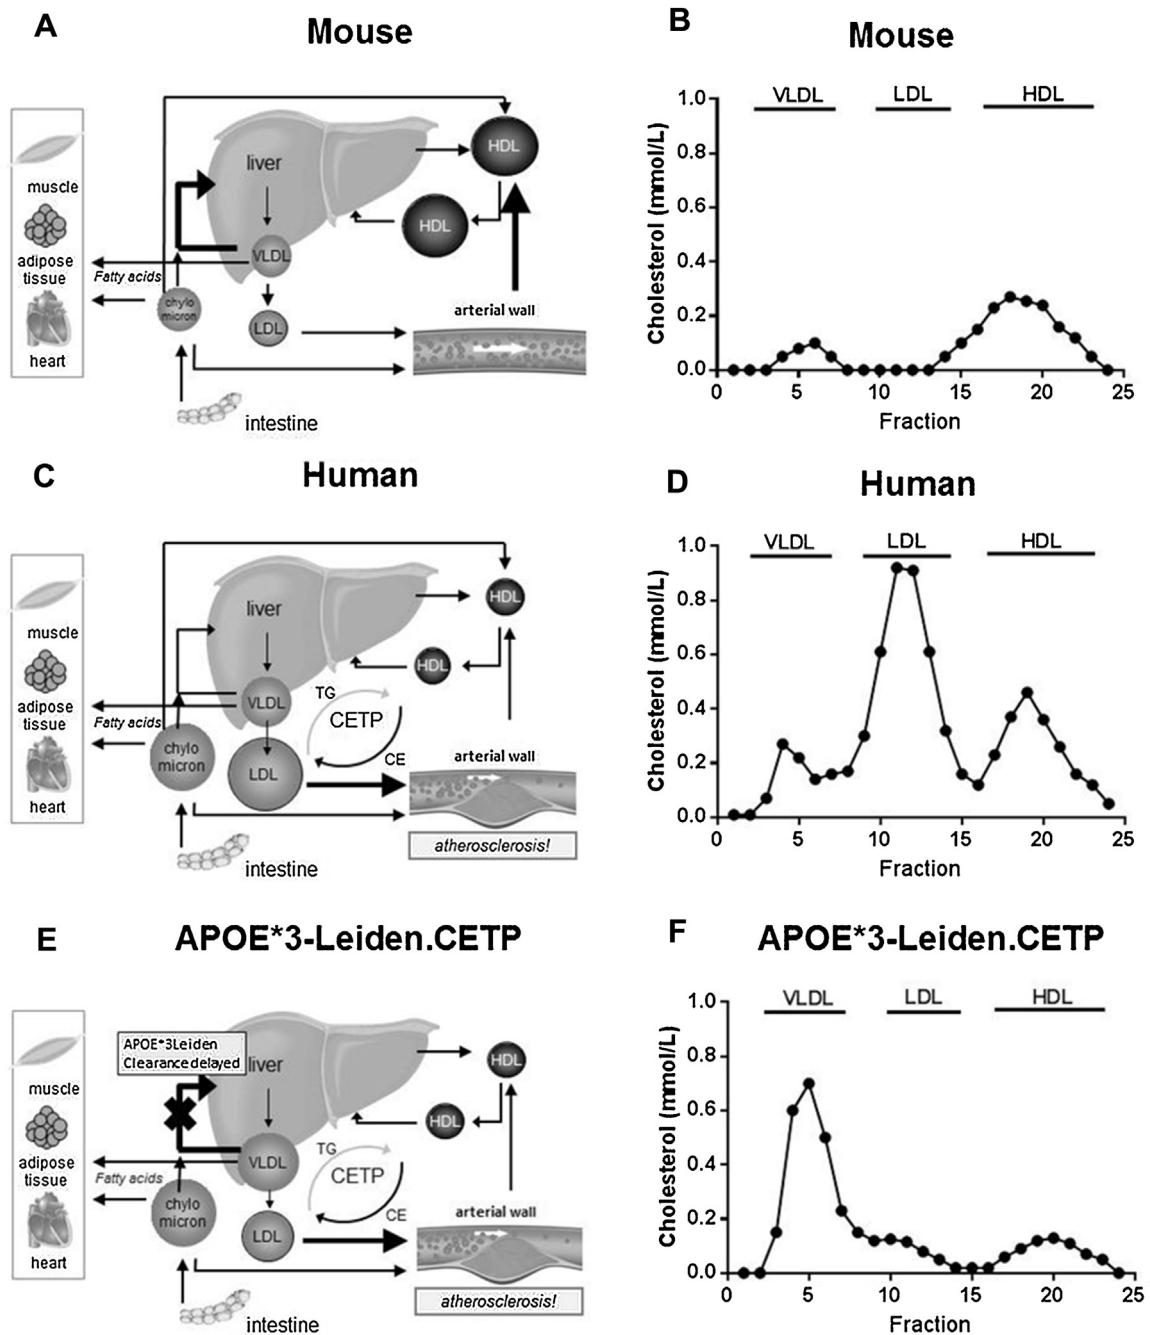 A
Mouse
muscle
adipose
tissue
heart
Fatty acids
liver
VLDL
chylo
micron
LDL
HDL
HDL
arterial wall
intestine
B
Mouse
VLDL
LDL
HDL
Cholesterol (mmol/L)
1.0
0.8
0.6
0.4
0.2
0.0
0
5
10
15
20
25
Fraction
C
Human
muscle
adipose
tissue
heart
Fatty acids
liver
VLDL
chylo
micron
LDL
TG
CETP
CE
HDL
HDL
arterial wall
atherosclerosis!
intestine
D
Human
VLDL
LDL
HDL
Cholesterol (mmol/L)
1.0
0.8
0.6
0.4
0.2
0.0
0
5
10
15
20
25
Fraction
E
APOE*3-Leiden.CETP
muscle
adipose
tissue
heart
Fatty acids
APOE*3Leiden
Clearance delayed
liver
VLDL
chylo
micron
LDL
TG
CETP
CE
HDL
HDL
arterial wall
atherosclerosis!
intestine
F
APOE*3-Leiden.CETP
VLDL
LDL
HDL
Cholesterol (mmol/L)
1.0
0.8
0.6
0.4
0.2
0.0
0
5
10
15
20
25
Fraction